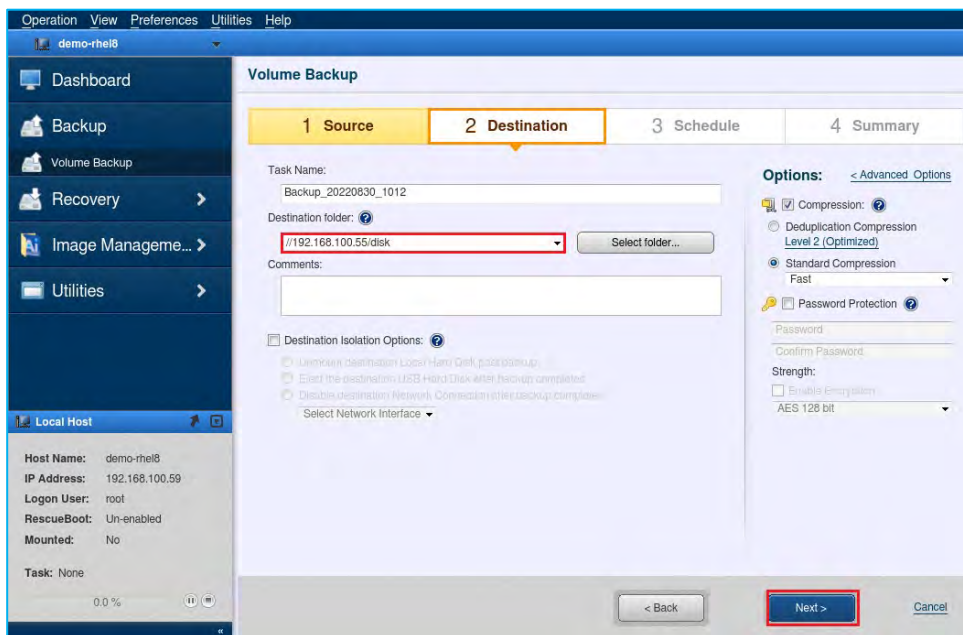 Operation View Preferences Utilities Help
demo-rhel8
Dashboard
Backup
Volume Backup
Recovery
Image Manageme...
Utilities
Local Host
Host Name: demo-rhel8
IP Address: 192.168.100.59
Logon User: root
RescueBoot: Un-enabled
Mounted: No
Task: None
0.0 %
Volume Backup
1 Source
2 Destination
3 Schedule
4 Summary
Task Name:
Backup_20220830_1012
Destination folder:
//192.168.100.55/disk
Select folder...
Comments:
Destination Isolation Options:
Unmount destination Local Hard Disk post backup
Eject the destination USB Hard Disk after backup completed
Disable destination Network Connection after backup completed
Select Network Interface
Options: < Advanced Options
Compression:
Deduplication Compression
Level 2 (Optimized)
Standard Compression
Fast
Password Protection
Password
Confirm Password
Strength:
Enable Encryption
AES 128 bit
< Back
Next >
Cancel